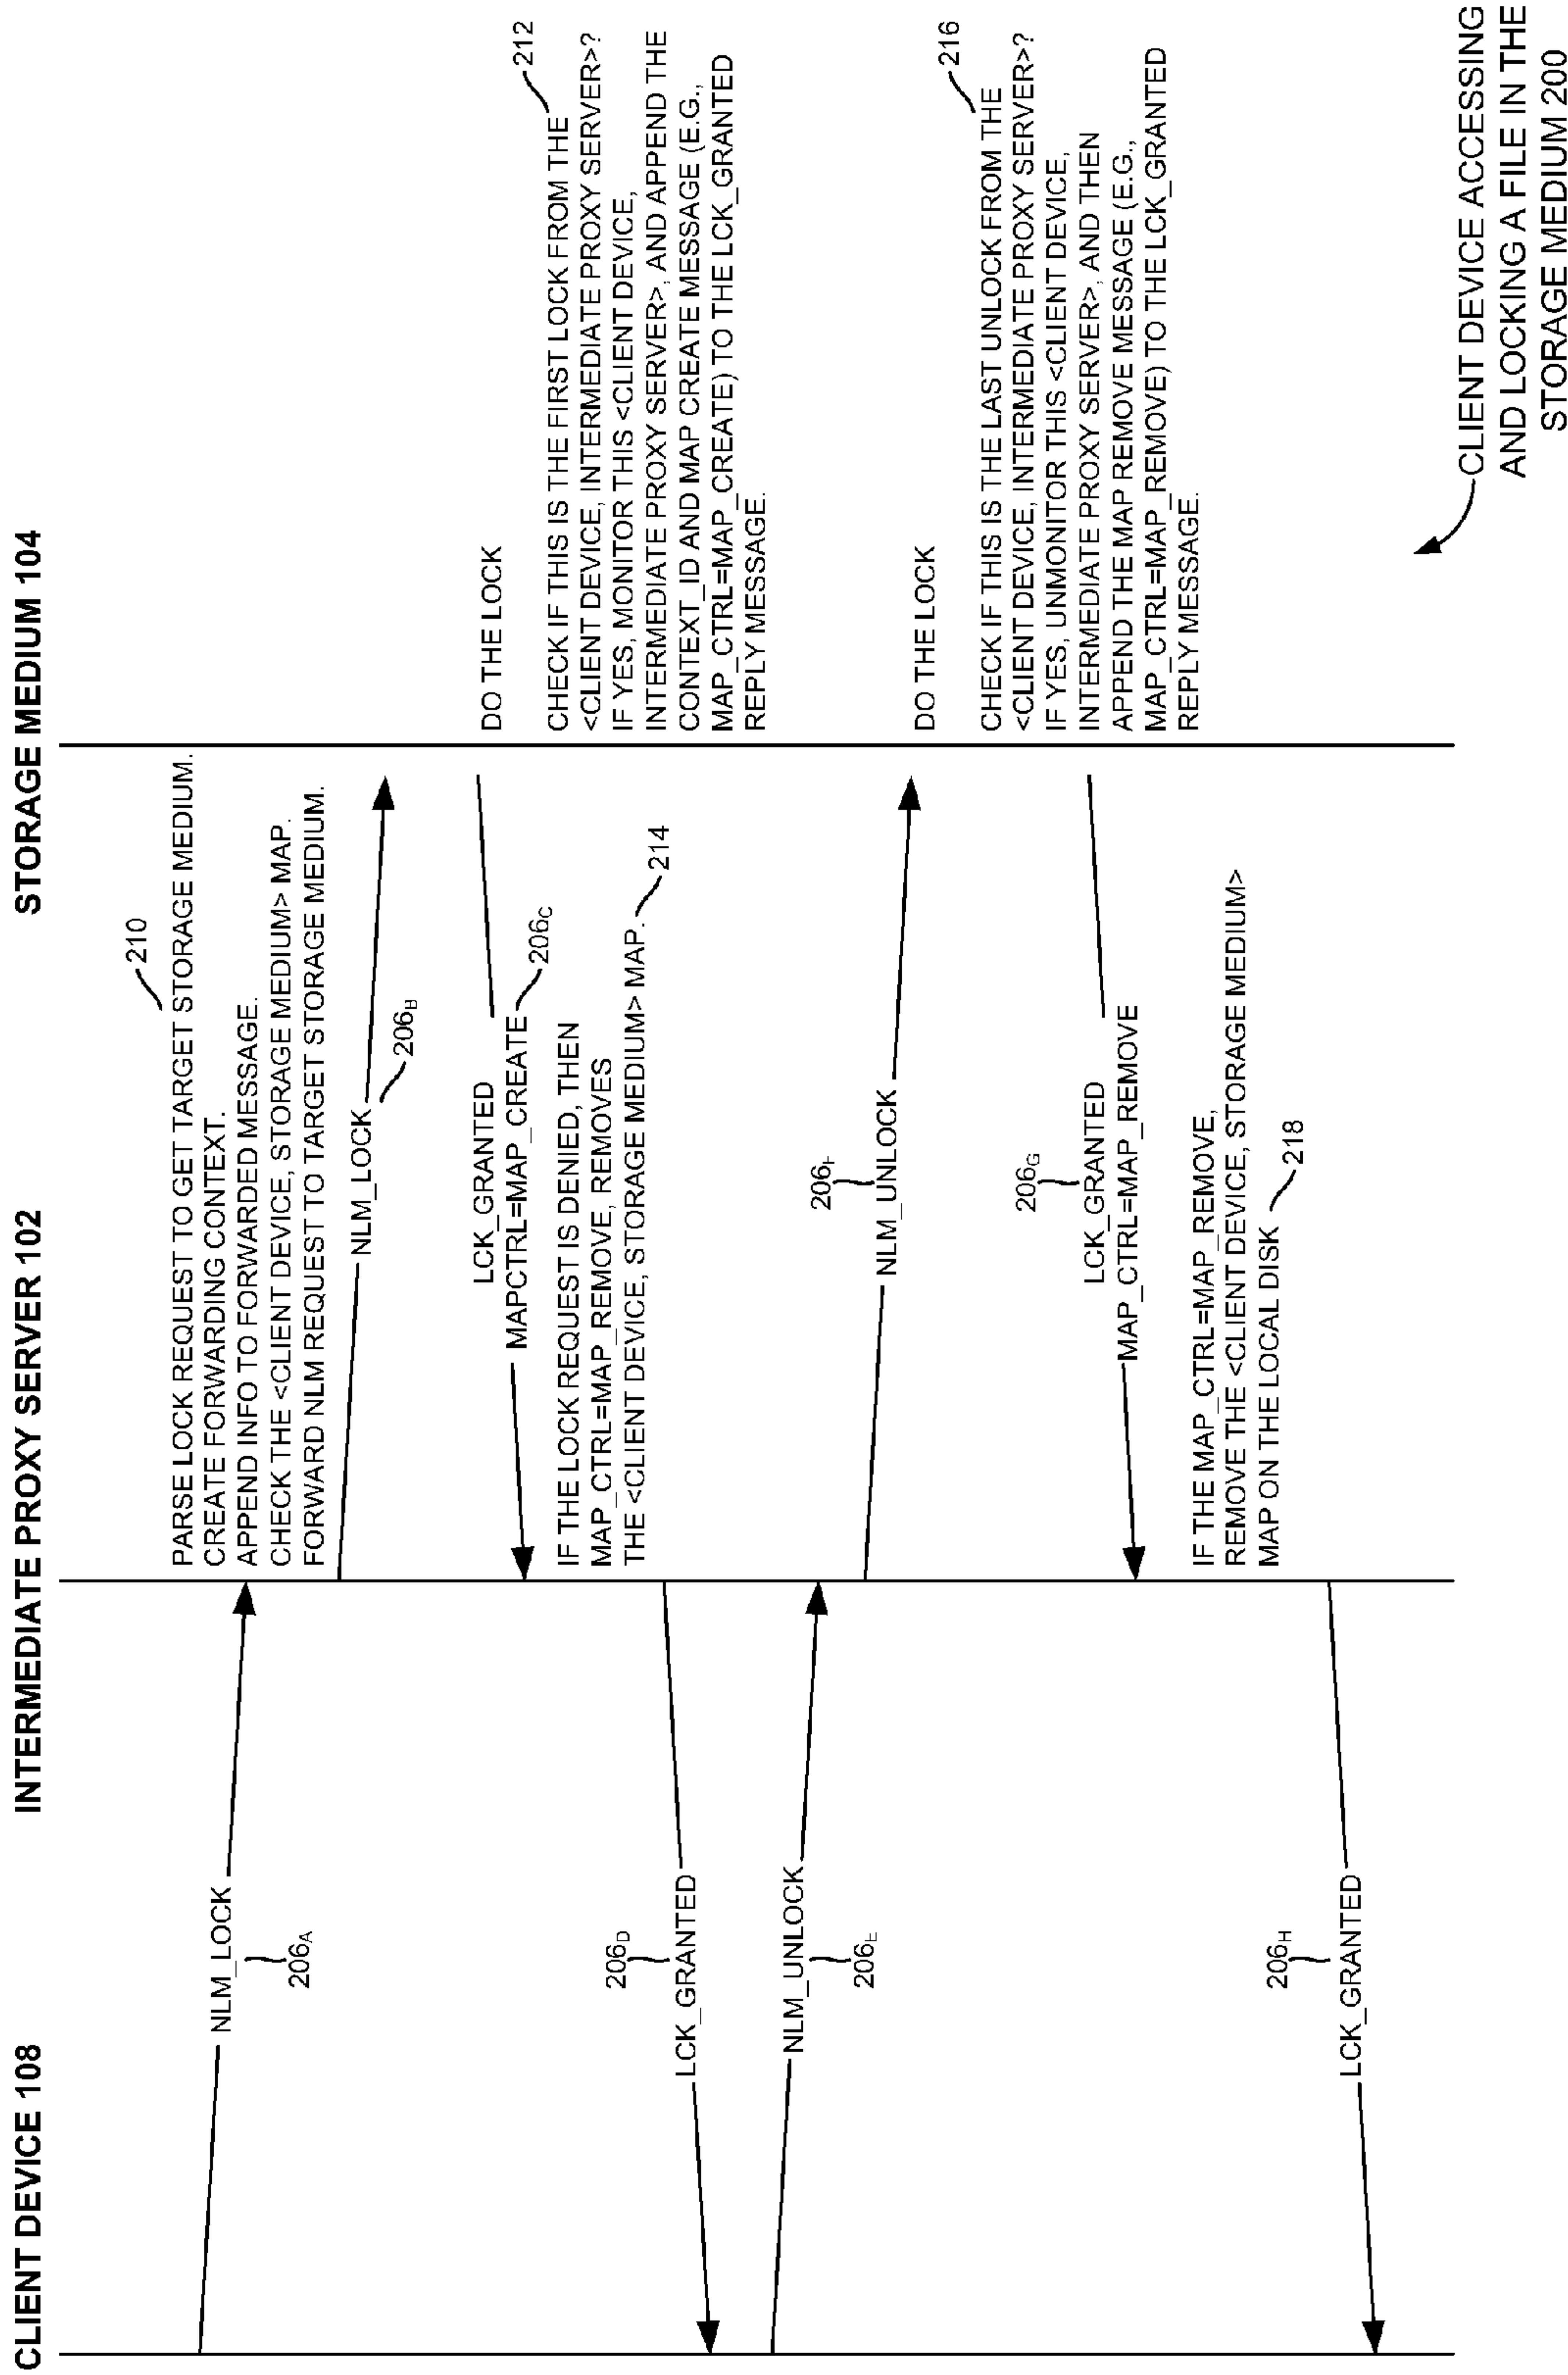 CLIENT DEVICE 108
INTERMEDIATE PROXY SERVER 102
STORAGE MEDIUM 104
210
PARSE LOCK REQUEST TO GET TARGET STORAGE MEDIUM.
CREATE FORWARDING CONTEXT.
APPEND INFO TO FORWARDED MESSAGE.
CHECK THE <CLIENT DEVICE, STORAGE MEDIUM> MAP.
FORWARD NLM REQUEST TO TARGET STORAGE MEDIUM.
NLM_LOCK
206A
NLM_LOCK
206B
DO THE LOCK
212
CHECK IF THIS IS THE FIRST LOCK FROM THE
<CLIENT DEVICE, INTERMEDIATE PROXY SERVER>?
IF YES, MONITOR THIS <CLIENT DEVICE,
INTERMEDIATE PROXY SERVER>, AND APPEND THE
CONTEXT_ID AND MAP CREATE MESSAGE (E.G.,
MAP_CTRL=MAP_CREATE) TO THE LCK_GRANTED
REPLY MESSAGE.
LCK_GRANTED
MAPCTRL=MAP_CREATE
206C
IF THE LOCK REQUEST IS DENIED, THEN
MAP_CTRL=MAP_REMOVE, REMOVES
THE <CLIENT DEVICE, STORAGE MEDIUM> MAP.
214
206D
LCK_GRANTED
NLM_UNLOCK
206E
206F
NLM_UNLOCK
DO THE LOCK
216
CHECK IF THIS IS THE LAST UNLOCK FROM THE
<CLIENT DEVICE, INTERMEDIATE PROXY SERVER>?
IF YES, UNMONITOR THIS <CLIENT DEVICE,
INTERMEDIATE PROXY SERVER>, AND THEN
APPEND THE MAP REMOVE MESSAGE (E.G.,
MAP_CTRL=MAP_REMOVE) TO THE LCK_GRANTED
REPLY MESSAGE.
206G
LCK_GRANTED
MAP_CTRL=MAP_REMOVE
IF THE MAP_CTRL=MAP_REMOVE,
REMOVE THE <CLIENT DEVICE, STORAGE MEDIUM>
MAP ON THE LOCAL DISK
218
206H
LCK_GRANTED
CLIENT DEVICE ACCESSING
AND LOCKING A FILE IN THE
STORAGE MEDIUM 200